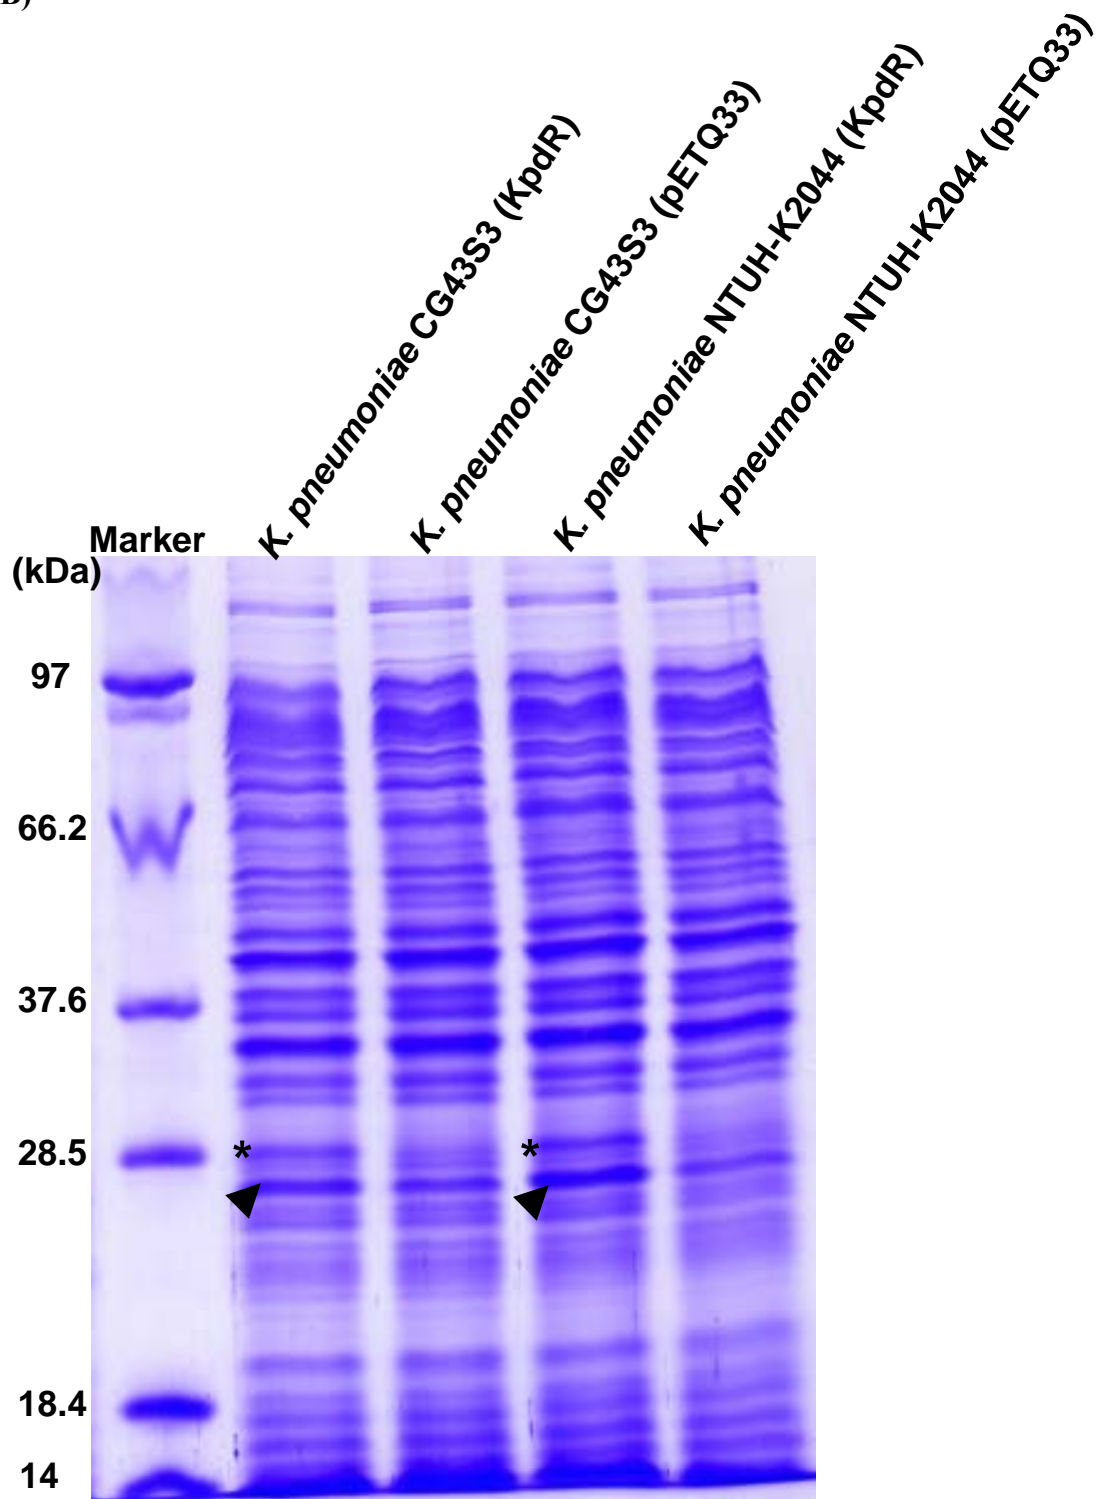 B)
K. pneumoniae CG43S3 (KpdR)
K. pneumoniae CG43S3 (pETQ33)
K. pneumoniae NTUH-K2044 (KpdR)
K. pneumoniae NTUH-K2044 (pETQ33)
Marker
(kDa)
97
66.2
37.6
28.5
*
*
18.4
14